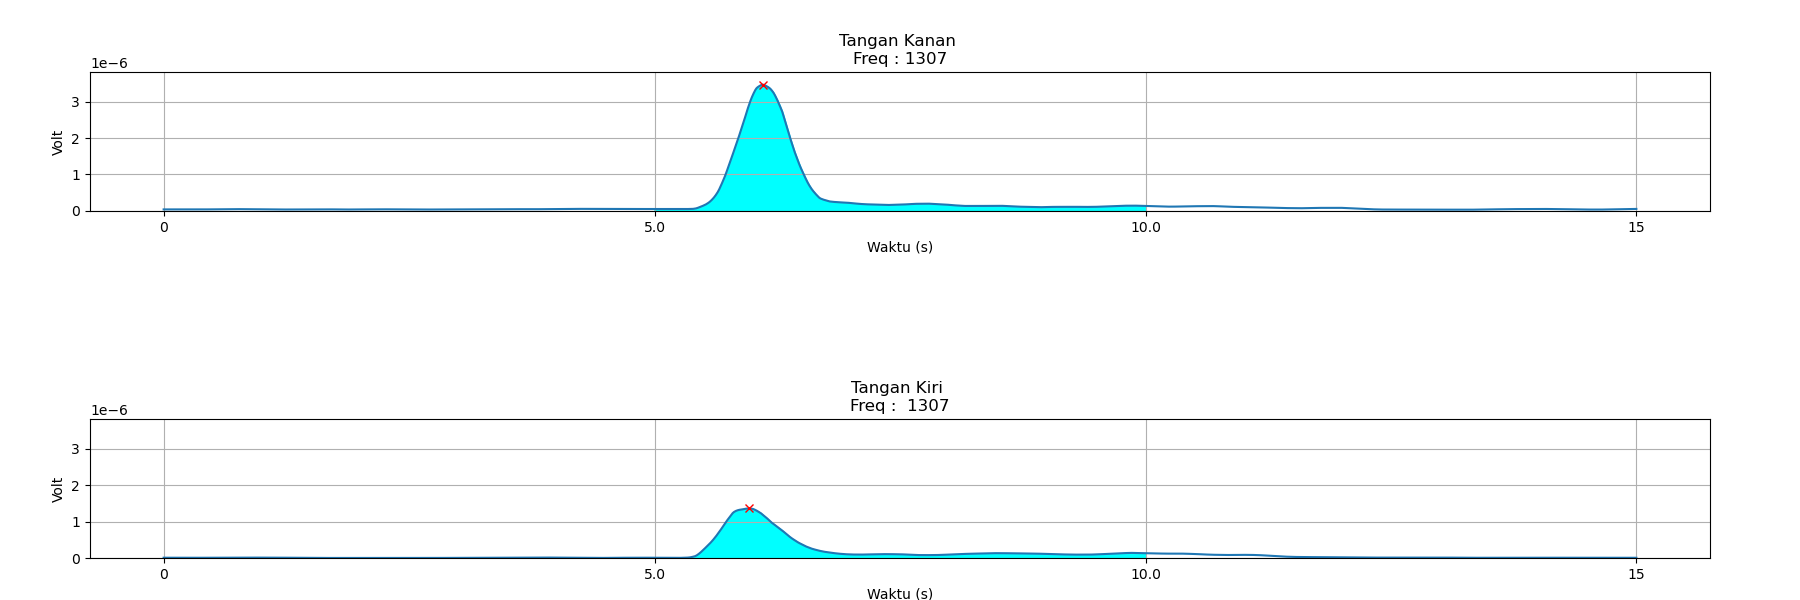 Tangan Kanan
Freq : 1307
1e−6
3
2
1
0
Volt
0 5.0 10.0 15
Waktu (s)
Tangan Kiri
Freq :  1307
1e−6
3
2
1
0
Volt
0 5.0 10.0 15
Waktu (s)